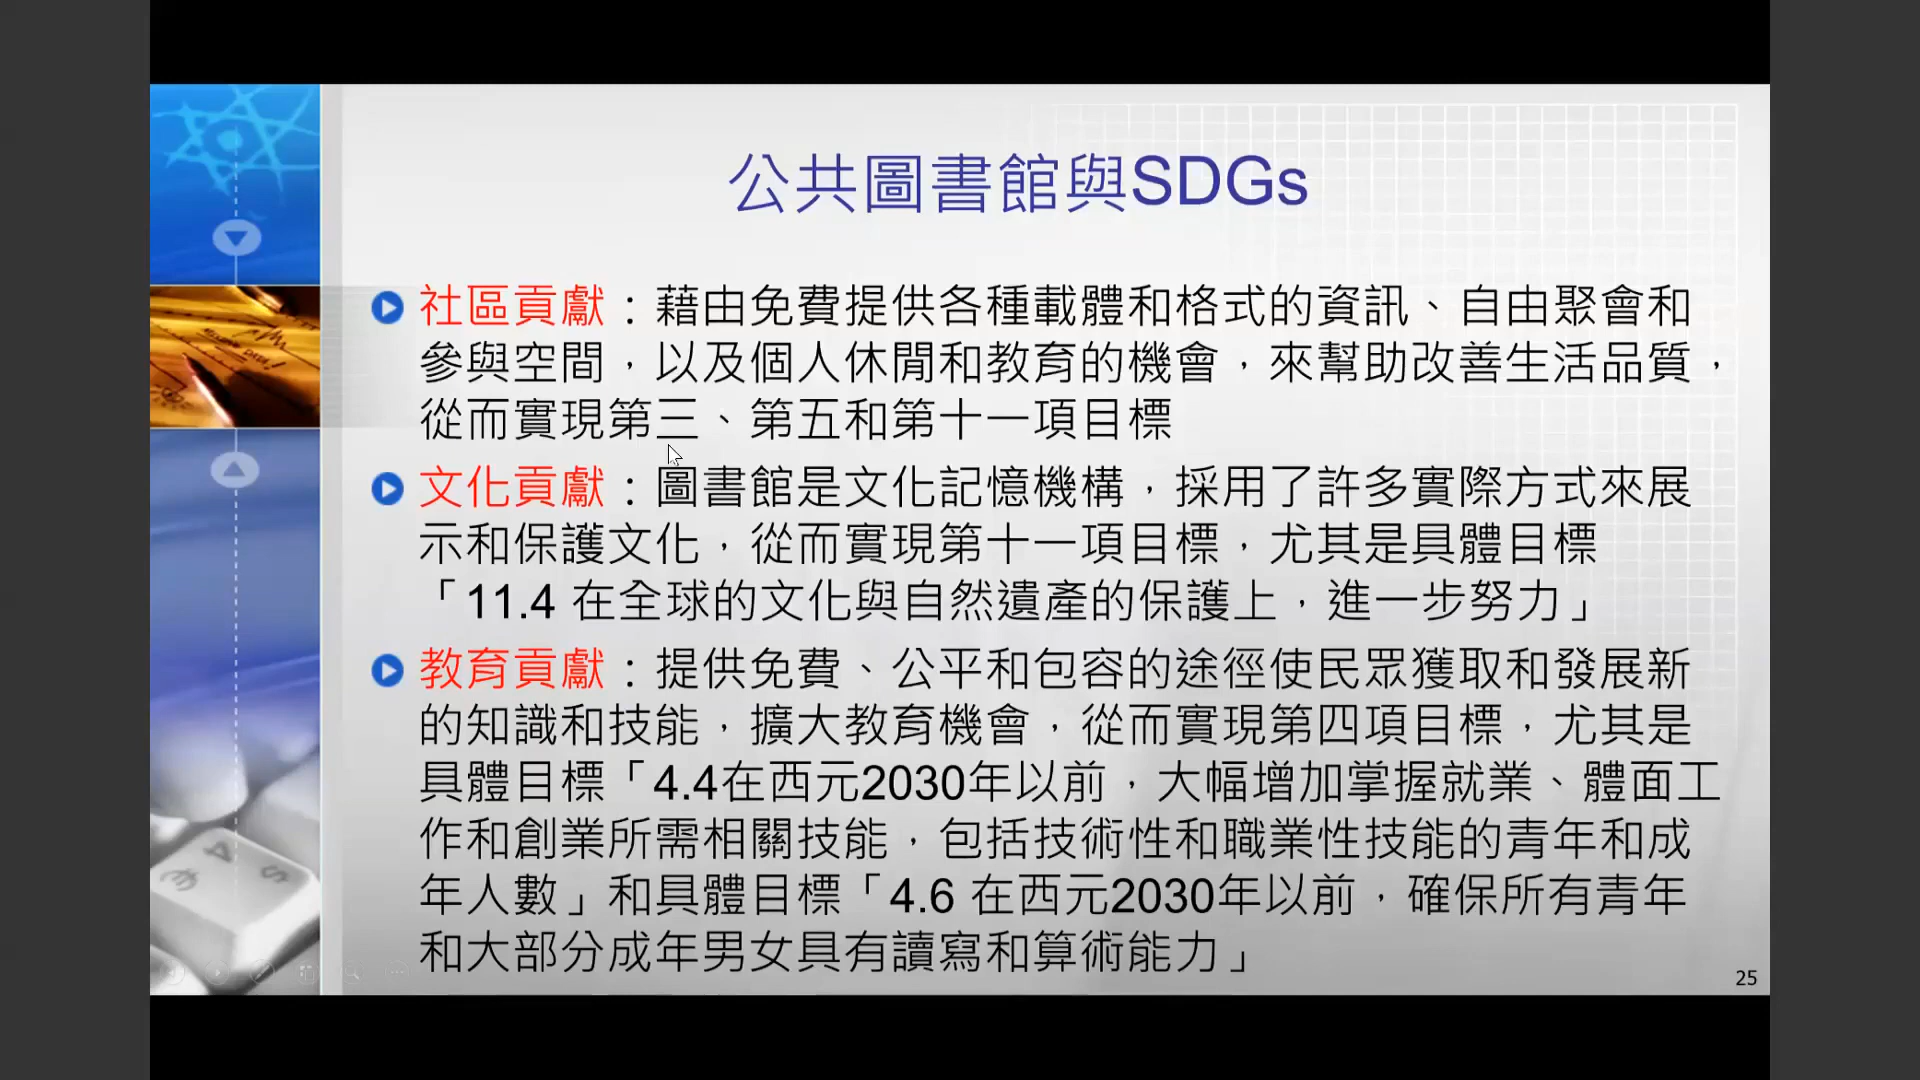 公共圖書館與SDGs
社區貢獻：藉由免費提供各種載體和格式的資訊、自由聚會和
參與空間，以及個人休閒和教育的機會，來幫助改善生活品質，
從而實現第三、第五和第十一項目標
文化貢獻：圖書館是文化記憶機構，採用了許多實際方式來展
示和保護文化，從而實現第十一項目標，尤其是具體目標
「11.4 在全球的文化與自然遺產的保護上，進一步努力」
教育貢獻：提供免費、公平和包容的途徑使民眾獲取和發展新
的知識和技能，擴大教育機會，從而實現第四項目標，尤其是
具體目標「4.4在西元2030年以前，大幅增加掌握就業、體面工
作和創業所需相關技能，包括技術性和職業性技能的青年和成
年人數」和具體目標「4.6 在西元2030年以前，確保所有青年
和大部分成年男女具有讀寫和算術能力」
25